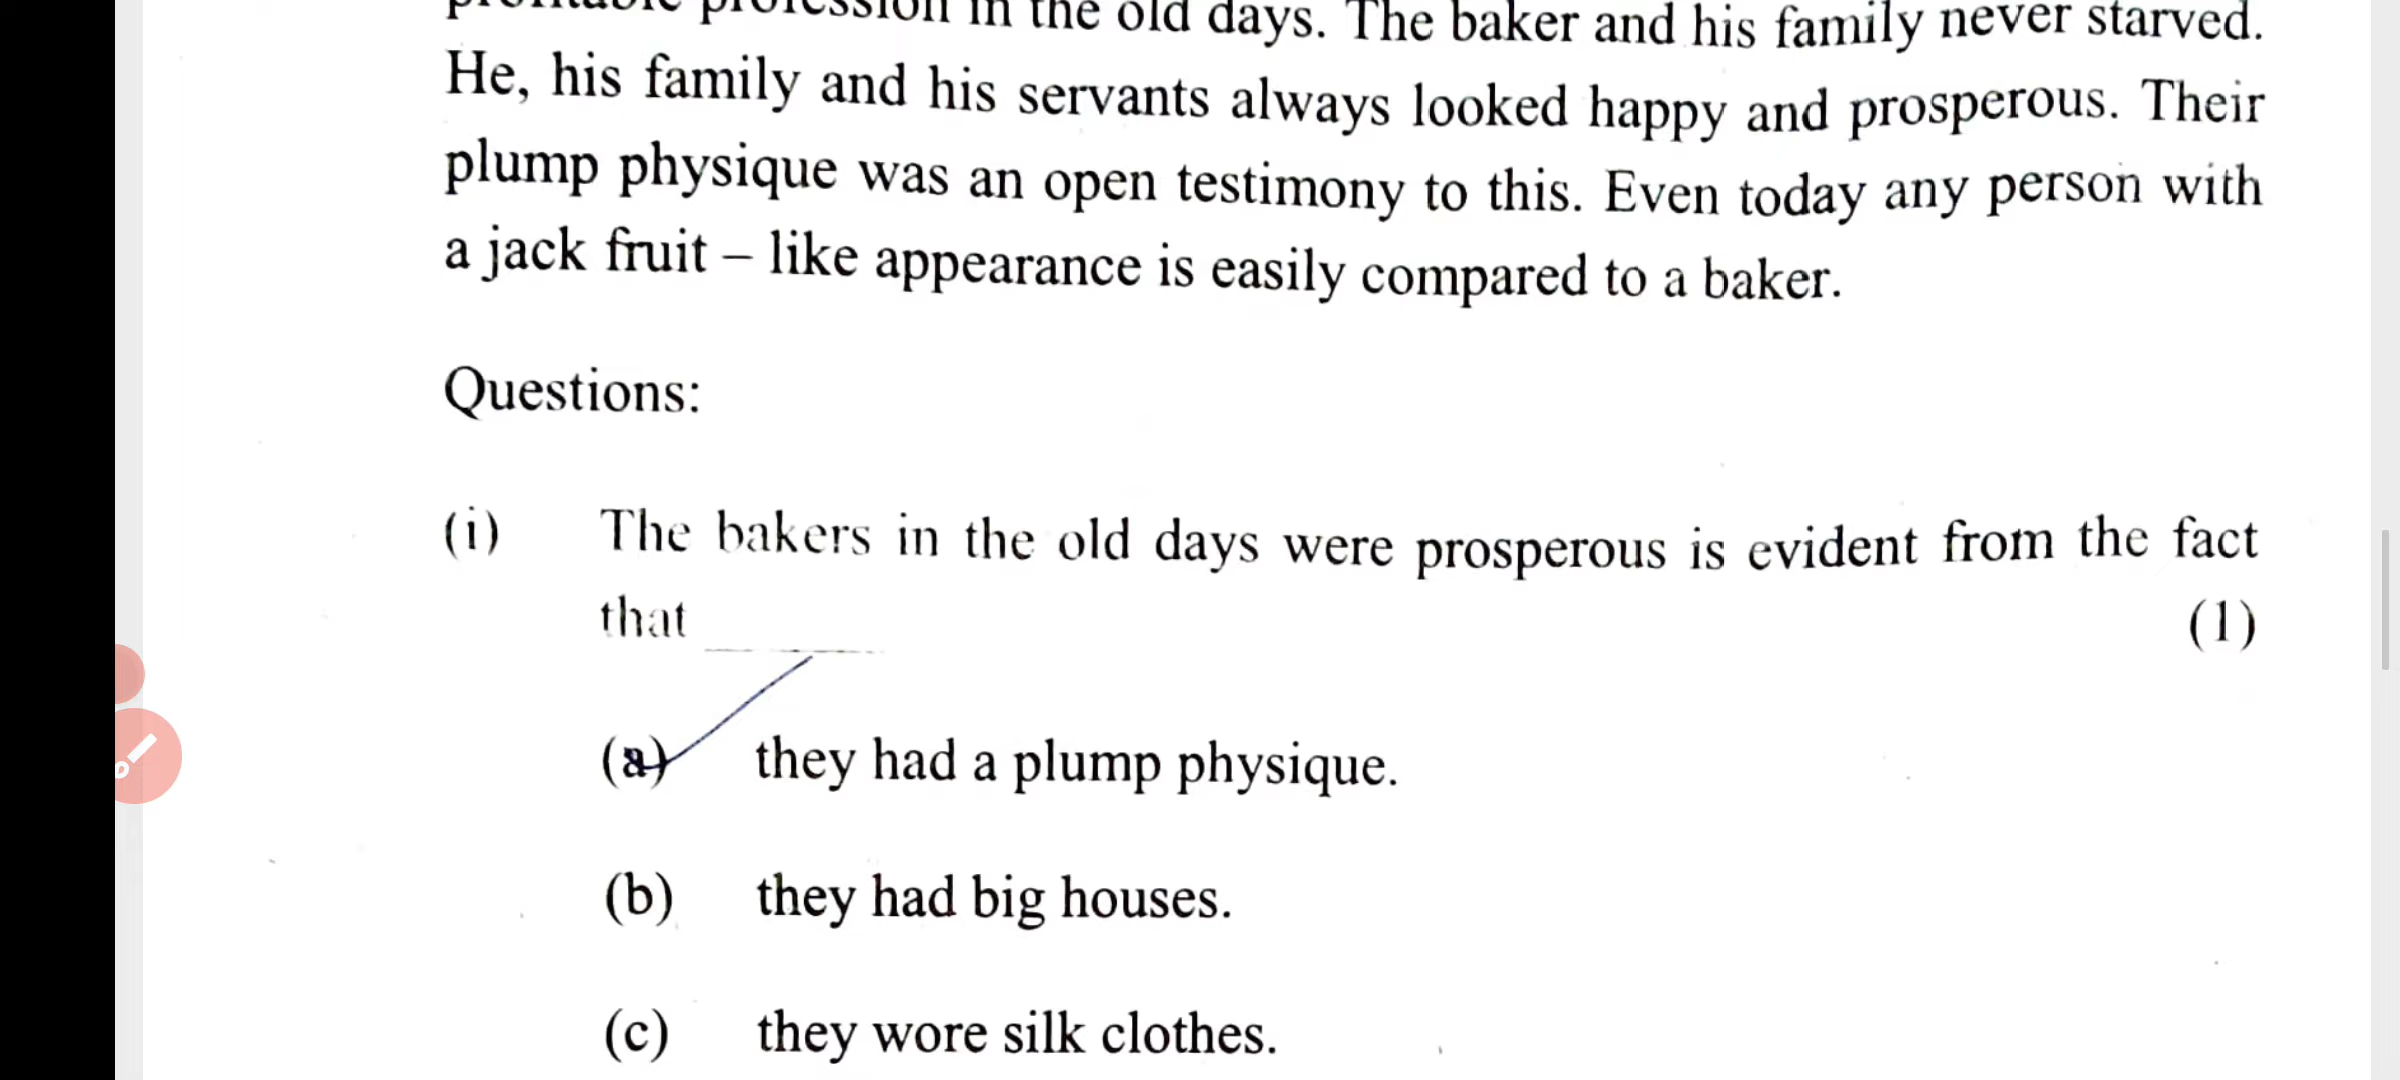 profession in the old days. The baker and his family never starved.
He, his family and his servants always looked happy and prosperous. Their
plump physique was an open testimony to this. Even today any person with
a jack fruit – like appearance is easily compared to a baker.
Questions:
(i) The bakers in the old days were prosperous is evident from the fact
that (1)
(a) they had a plump physique.
(b) they had big houses.
(c) they wore silk clothes.